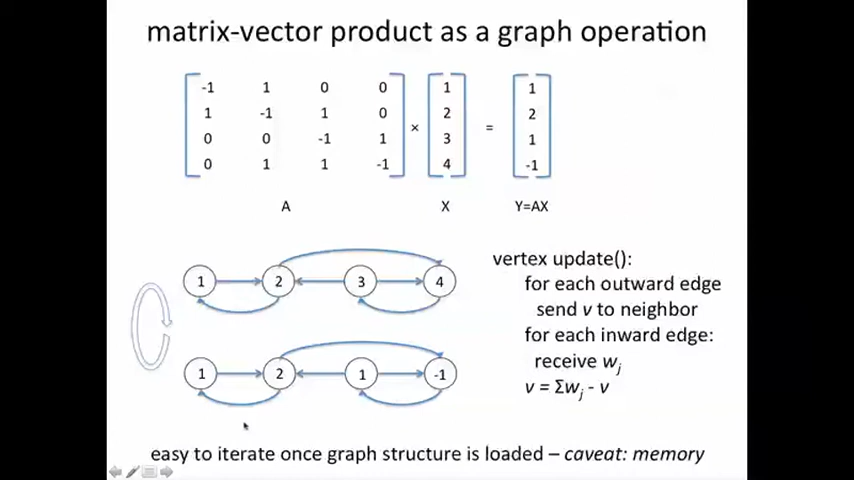 matrix-vector product as a graph operation
-1 1 0 0 1 1
1 -1 1 0 2 2
× =
0 0 -1 1 3 1
0 1 1 -1 4 -1
A X Y=AX
vertex update():
for each outward edge
1 2 3 4
send v to neighbor
for each inward edge:
receive wj
1 2 1 -1
v = Σwj - v
easy to iterate once graph structure is loaded – caveat: memory